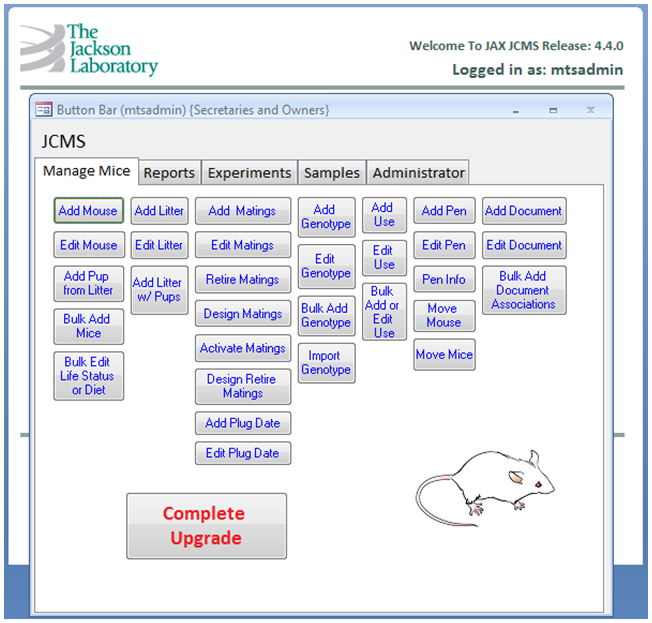 The
Jackson
Laboratory
Welcome To JAX JCMS Release: 4.4.0
Logged in as: mtsadmin
Button Bar (mtsadmin) {Secretaries and Owners}
JCMS
Manage Mice
Reports
Experiments
Samples
Administrator
Add Mouse
Edit Mouse
Add Pup
from Litter
Bulk Add
Mice
Bulk Edit
Life Status
or Diet
Add Litter
Edit Litter
Add Litter
w/ Pups
Add Matings
Edit Matings
Retire Matings
Design Matings
Activate Matings
Design Retire
Matings
Add Plug Date
Edit Plug Date
Add
Genotype
Edit
Genotype
Bulk Add
Genotype
Import
Genotype
Add
Use
Edit
Use
Bulk
Add or
Edit
Use
Add Pen
Edit Pen
Pen Info
Move
Mouse
Move Mice
Add Document
Edit Document
Bulk Add
Document
Associations
Complete
Upgrade